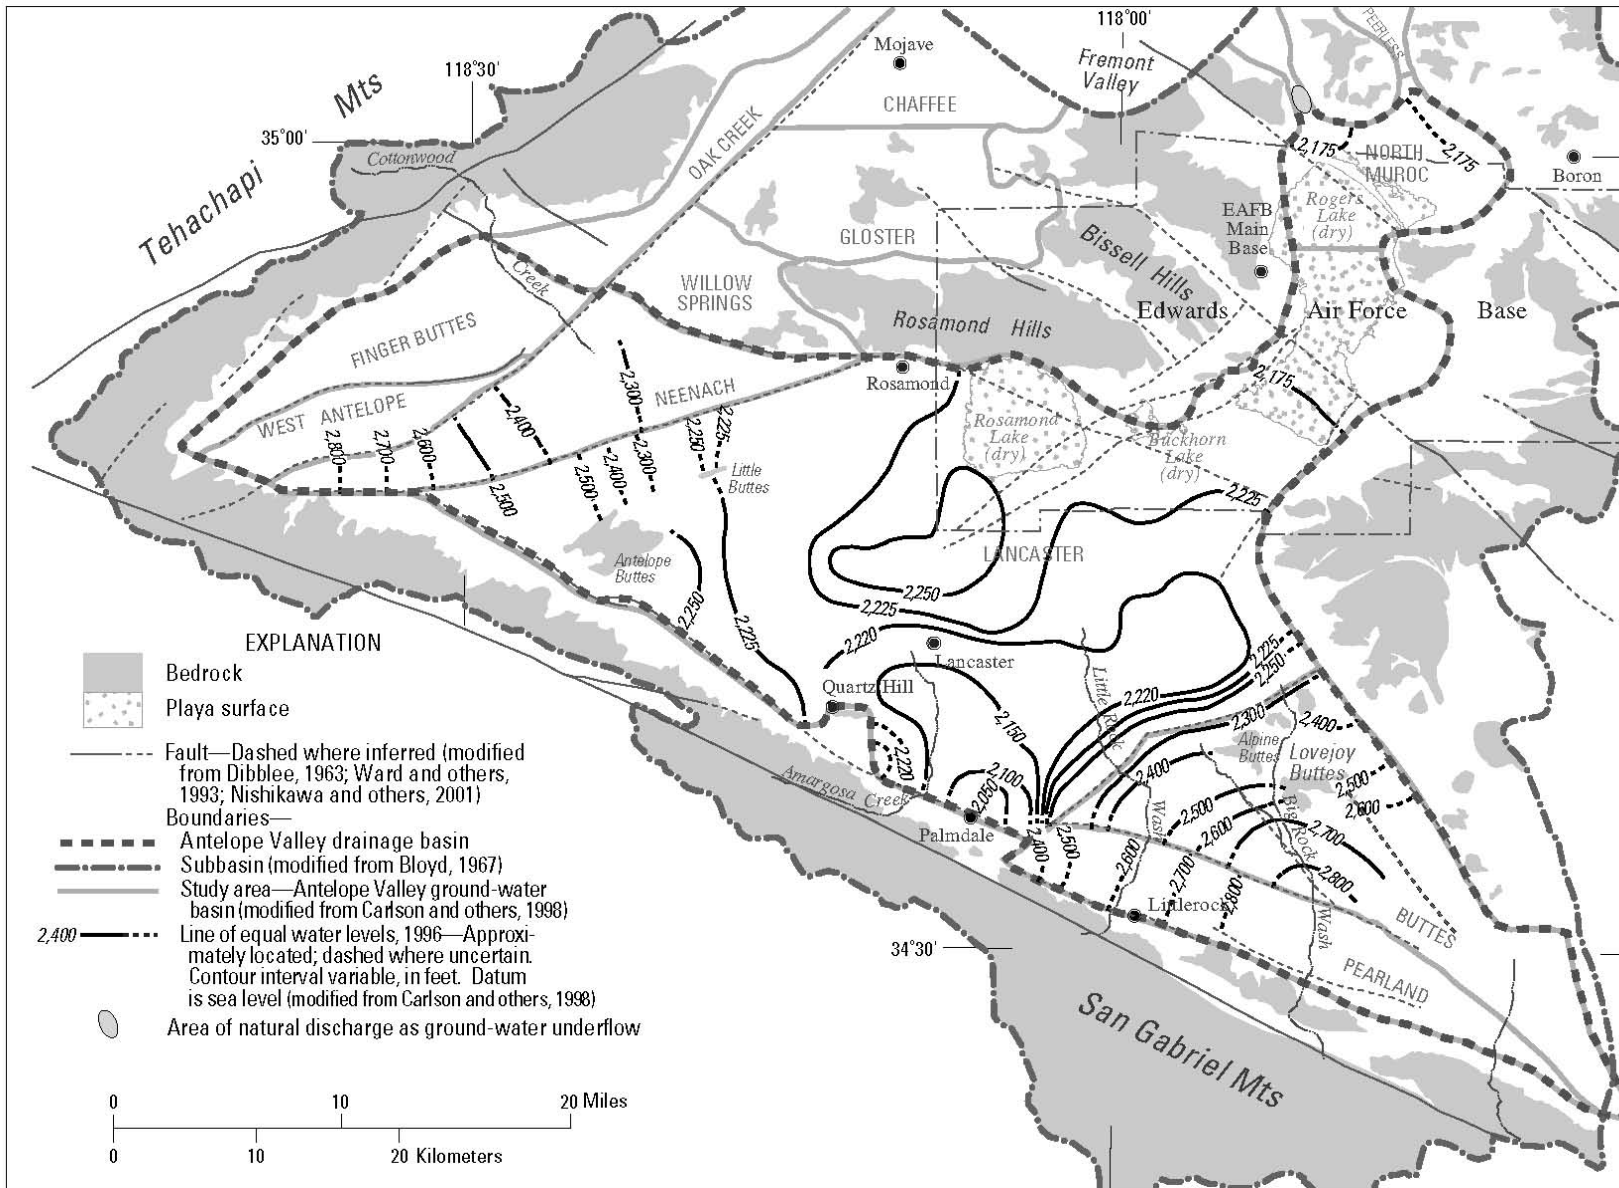 118°00'
PEERLESS
Mojave
Fremont
Valley
118°30'
Mts
CHAFFEE
35°00'
OAK CREEK
2,175
NORTH
MUROC
2,175
Cottonwood
Boron
Tehachapi
EAFB
Main
Base
Rogers
Lake
(dry)
GLOSTER
Bissell Hills
Creek
WILLOW
SPRINGS
Edwards
Air Force
Base
Rosamond Hills
FINGER BUTTES
2,300
Rosamond
NEENACH
2,175
WEST ANTELOPE
2,400
2,225
2,250
Rosamond
Lake
(dry)
Buckhorn
Lake
(dry)
2,800
2,700
2,600
2,500
2,500
2,400
2,300
Little
Buttes
2,225
LANCASTER
Antelope
Buttes
2,250
2,250
2,225
2,225
2,220
Lancaster
2,225
2,250
Little Rock
Wash
2,220
Quartz Hill
2,300
2,400
2,150
Alpine
Buttes
Lovejoy
Buttes
2,220
2,100
2,050
2,400
2,500
2,600
Amargosa Creek
2,500
2,600
2,700
Big Rock
Wash
Palmdale
2,400
2,500
2,600
2,700
2,800
2,800
Littlerock
BUTTES
34°30'
PEARLAND
San Gabriel Mts
EXPLANATION
Bedrock
Playa surface
Fault—Dashed where inferred (modified
from Dibblee, 1963; Ward and others,
1993; Nishikawa and others, 2001)
Boundaries—
Antelope Valley drainage basin
Subbasin (modified from Bloyd, 1967)
Study area—Antelope Valley ground-water
basin (modified from Carlson and others, 1998)
2,400 Line of equal water levels, 1996—Approxi-
mately located; dashed where uncertain.
Contour interval variable, in feet. Datum
is sea level (modified from Carlson and others, 1998)
Area of natural discharge as ground-water underflow
0 10 20 Miles
0 10 20 Kilometers